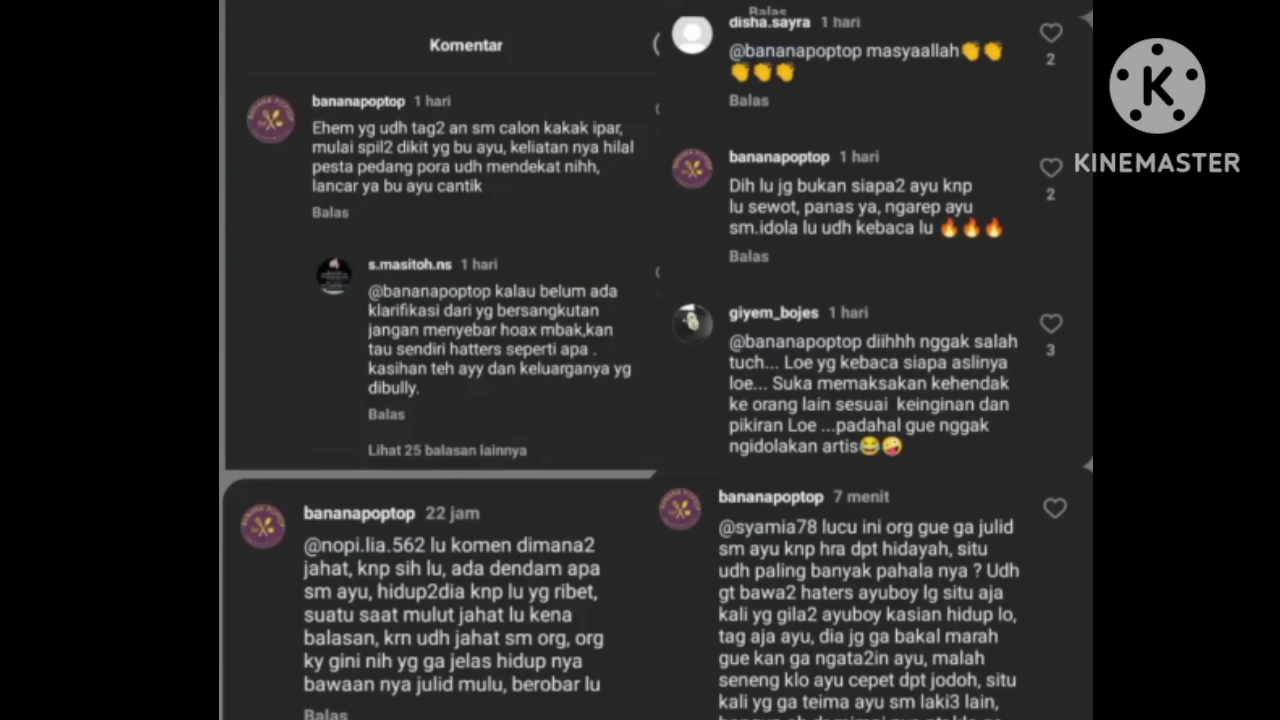 Komentar
bananapoptop 1 hari
Ehem yg udh tag2 an sm calon kakak ipar,
mulai spil2 dikit yg bu ayu, keliatan nya hilal
pesta pedang pora udh mendekat nihh,
lancar ya bu ayu cantik
Balas
s.masitoh.ns 1 hari
@bananapoptop kalau belum ada
klarifikasi dari yg bersangkutan
jangan menyebar hoax mbak,kan
tau sendiri hatters seperti apa .
kasihan teh ayy dan keluarganya yg
dibully.
Balas
Lihat 25 balasan lainnya
Balas
disha.sayra 1 hari
@bananapoptop masyaallah👏👏
👏👏👏
2
Balas
bananapoptop 1 hari
Dih lu jg bukan siapa2 ayu knp
lu sewot, panas ya, ngarep ayu
sm.idola lu udh kebaca lu 🔥🔥🔥
2
Balas
giyem_bojes 1 hari
@bananapoptop diihhh nggak salah
tuch... Loe yg kebaca siapa aslinya
loe... Suka memaksakan kehendak
ke orang lain sesuai keinginan dan
pikiran Loe ...padahal gue nggak
ngidolakan artis😂🤪
3
bananapoptop 22 jam
@nopi.lia.562 lu komen dimana2
jahat, knp sih lu, ada dendam apa
sm ayu, hidup2dia knp lu yg ribet,
suatu saat mulut jahat lu kena
balasan, krn udh jahat sm org, org
ky gini nih yg ga jelas hidup nya
bawaan nya julid mulu, berobar lu
Balas
bananapoptop 7 menit
@syamia78 lucu ini org gue ga julid
sm ayu knp hra dpt hidayah, situ
udh paling banyak pahala nya ? Udh
gt bawa2 haters ayuboy lg situ aja
kali yg gila2 ayuboy kasian hidup lo,
tag aja ayu, dia jg ga bakal marah
gue kan ga ngata2in ayu, malah
seneng klo ayu cepet dpt jodoh, situ
kali yg ga teima ayu sm laki3 lain,
K
KINEMASTER